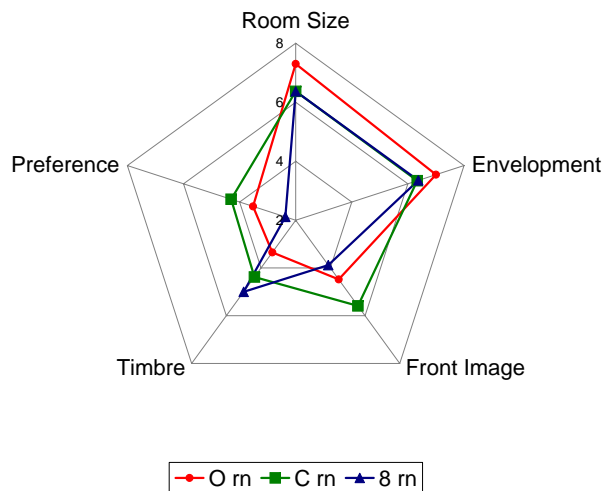 Room Size
8
6
4
2
Preference
Envelopment
Timbre
Front Image
O rn
C rn
8 rn